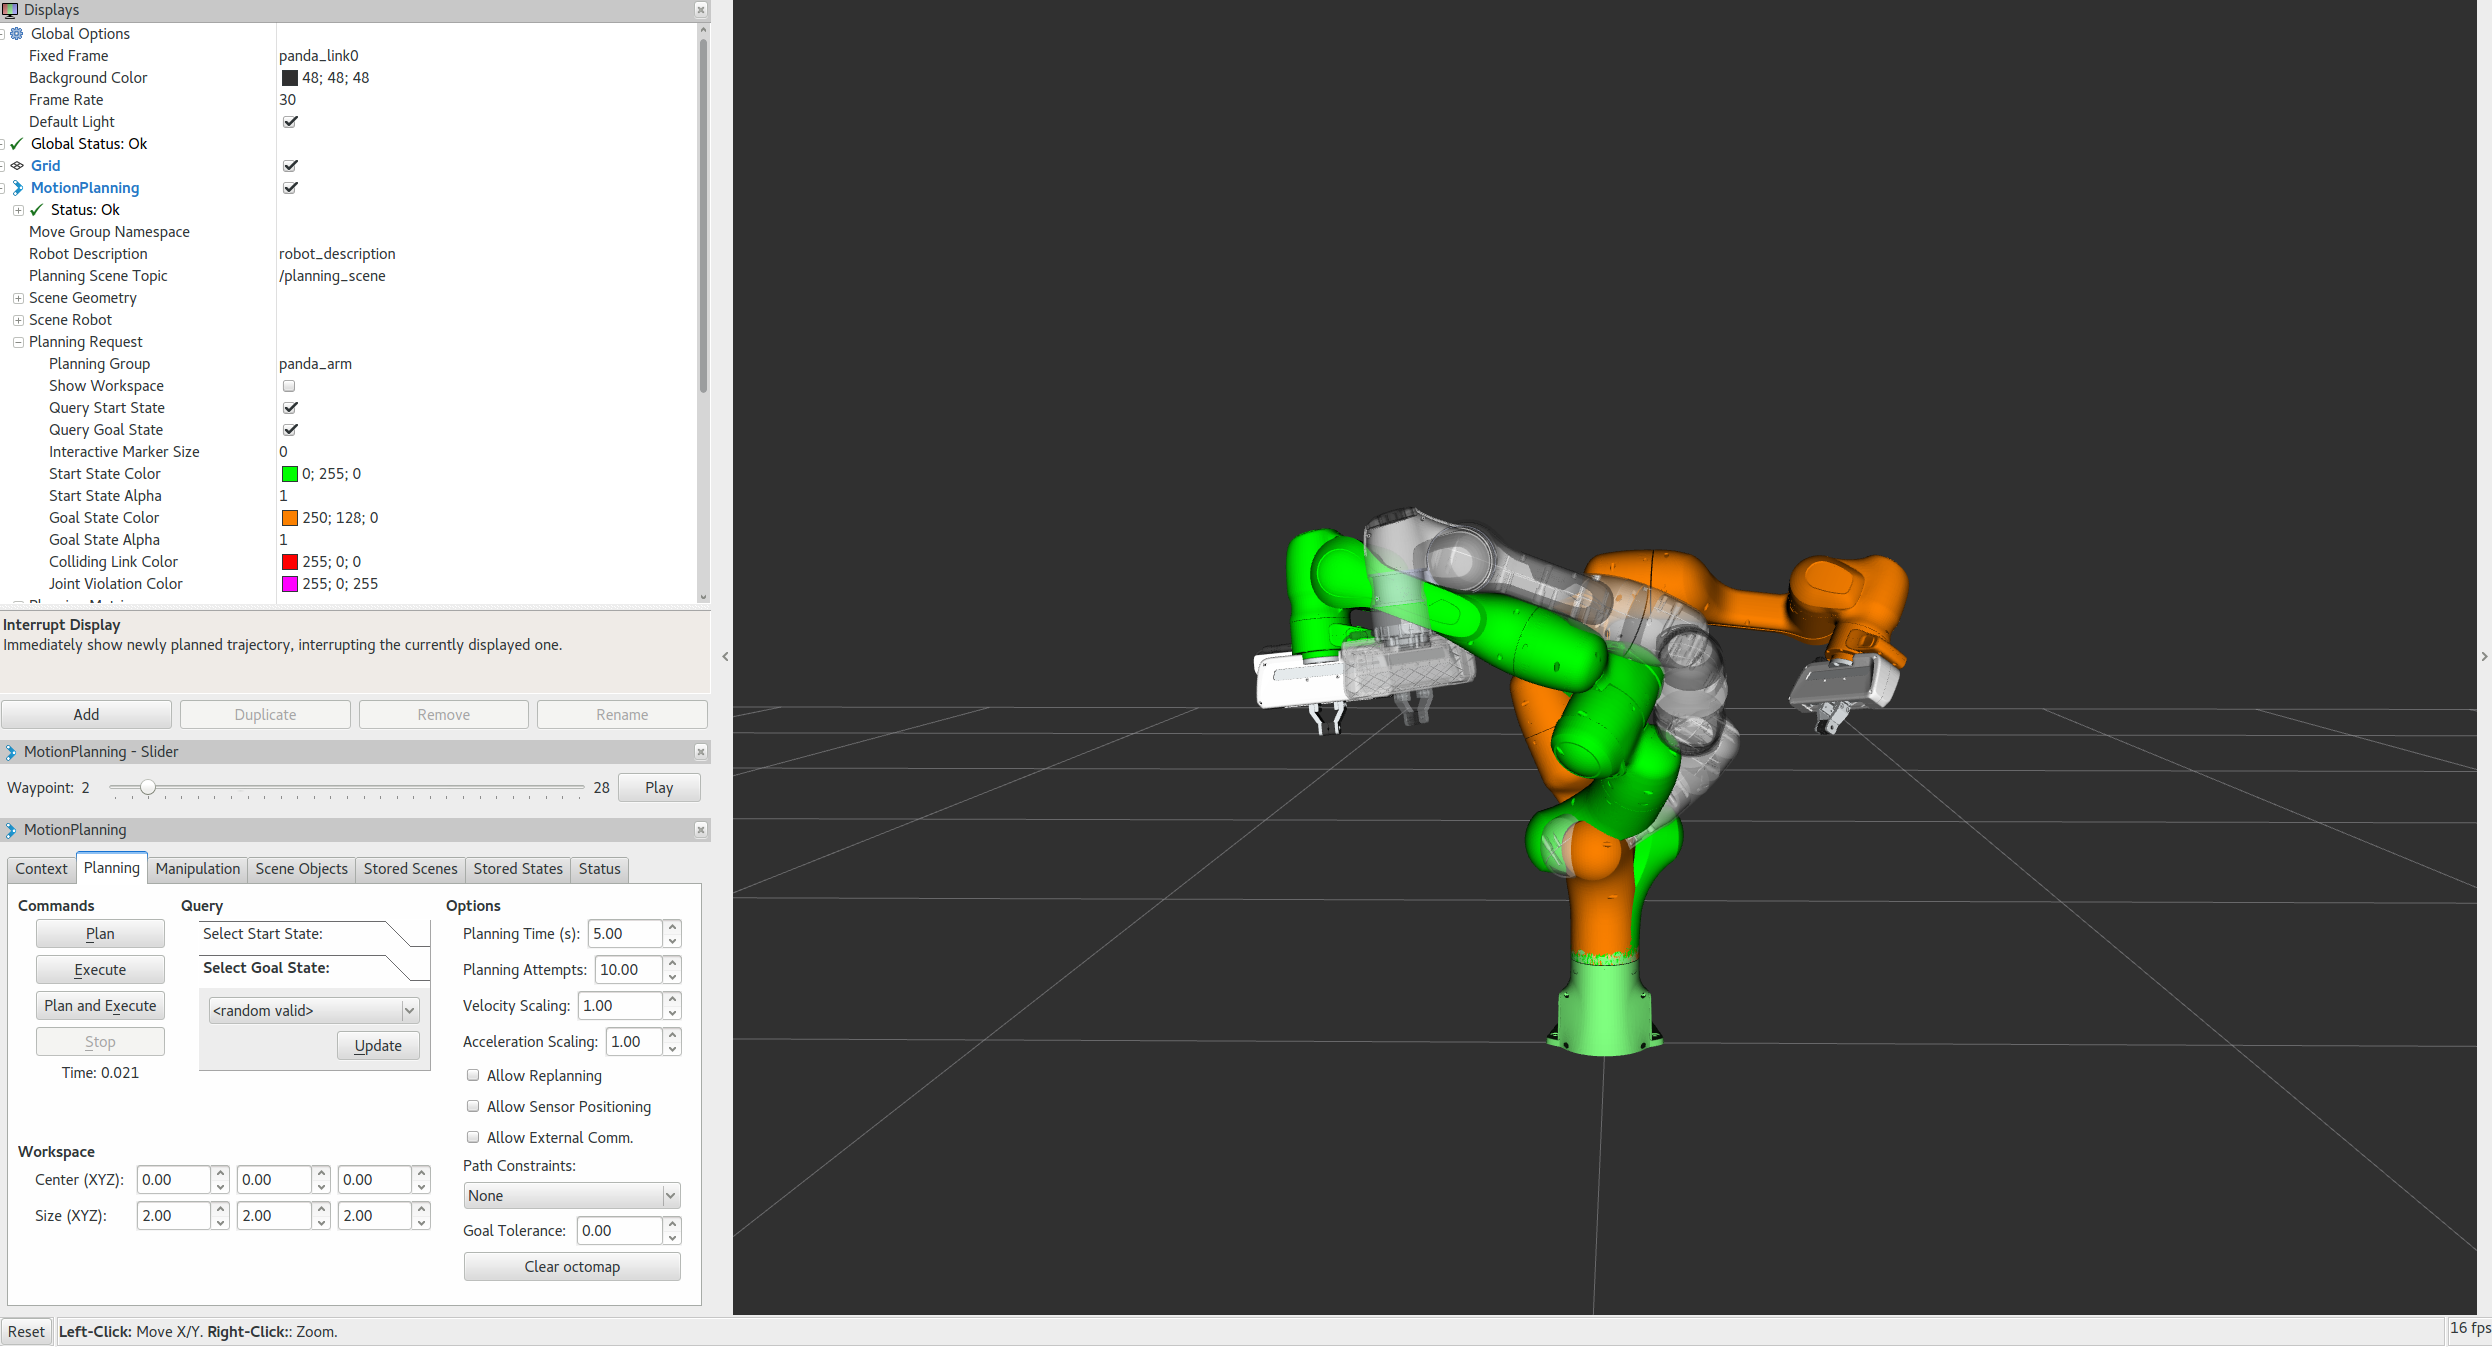 Displays
Global Options
Fixed Frame panda_link0
Background Color 48; 48; 48
Frame Rate 30
Default Light
Global Status: Ok
Grid
MotionPlanning
Status: Ok
Move Group Namespace
Robot Description robot_description
Planning Scene Topic /planning_scene
Scene Geometry
Scene Robot
Planning Request
Planning Group panda_arm
Show Workspace
Query Start State
Query Goal State
Interactive Marker Size 0
Start State Color 0; 255; 0
Start State Alpha 1
Goal State Color 250; 128; 0
Goal State Alpha 1
Colliding Link Color 255; 0; 0
Joint Violation Color 255; 0; 255
Interrupt Display
Immediately show newly planned trajectory, interrupting the currently displayed one.
Add Duplicate Remove Rename
MotionPlanning - Slider
Waypoint: 2 28 Play
MotionPlanning
Context Planning Manipulation Scene Objects Stored Scenes Stored States Status
Commands
Plan
Execute
Plan and Execute
Stop
Time: 0.021
Query
Select Start State:
Select Goal State:
<random valid>
Update
Options
Planning Time (s): 5.00
Planning Attempts: 10.00
Velocity Scaling: 1.00
Acceleration Scaling: 1.00
Allow Replanning
Allow Sensor Positioning
Allow External Comm.
Path Constraints:
None
Goal Tolerance: 0.00
Clear octomap
Workspace
Center (XYZ): 0.00 0.00 0.00
Size (XYZ): 2.00 2.00 2.00
Reset Left-Click: Move X/Y. Right-Click:: Zoom. 16 fps